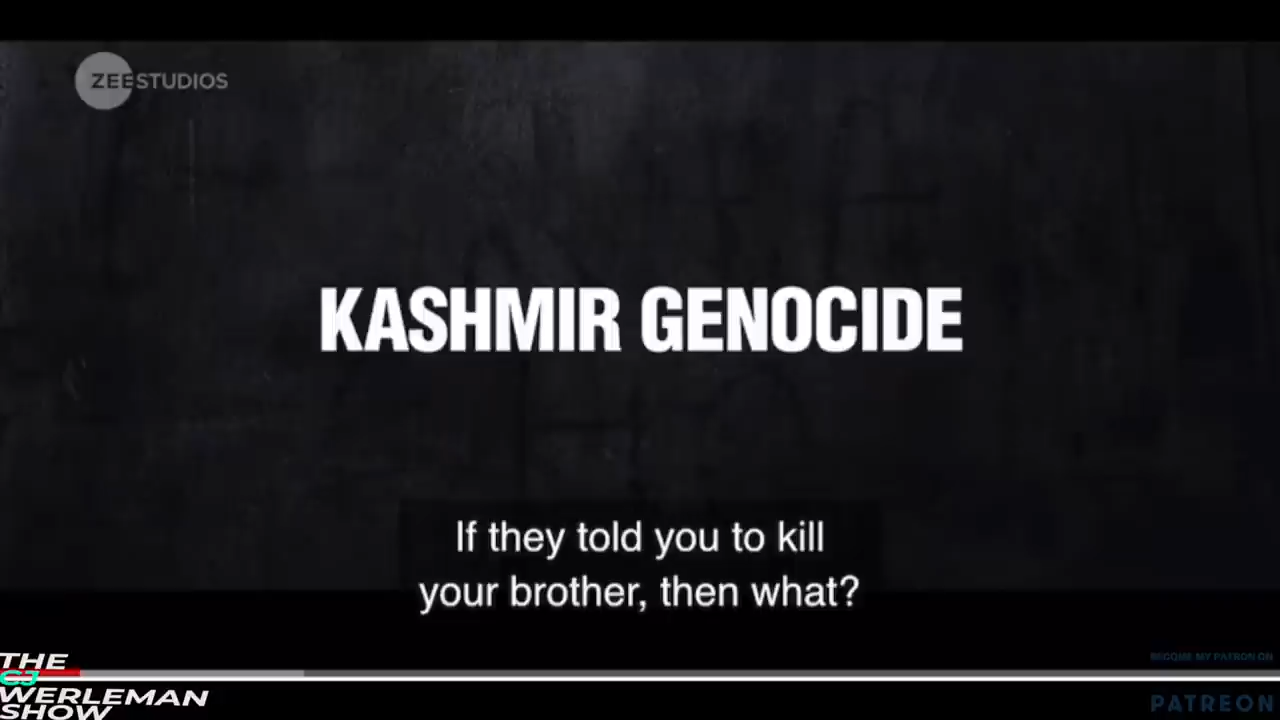 ZEESTUDIOS
KASHMIR GENOCIDE
If they told you to kill
your brother, then what?
BECOME MY PATRON ON
THE
CJ
WERLEMAN
SHOW
PATREON